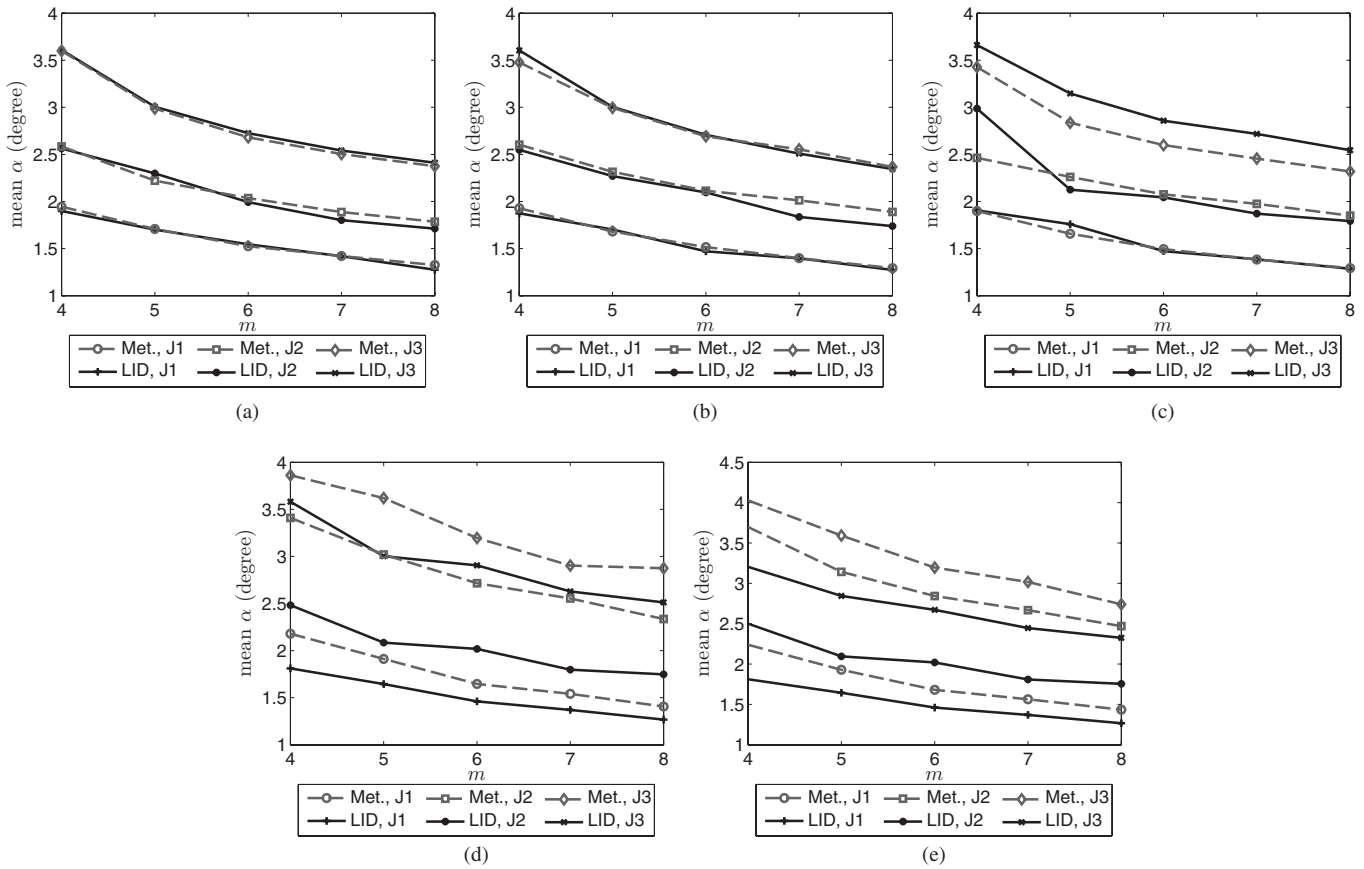 4
3.5
3
2.5
2
1.5
1
mean α (degree)
4 5 6 7 8
m
Met., J1 Met., J2 Met., J3
LID, J1 LID, J2 LID, J3
(a)
4
3.5
3
2.5
2
1.5
1
mean α (degree)
4 5 6 7 8
m
Met., J1 Met., J2 Met., J3
LID, J1 LID, J2 LID, J3
(b)
4
3.5
3
2.5
2
1.5
1
mean α (degree)
4 5 6 7 8
m
Met., J1 Met., J2 Met., J3
LID, J1 LID, J2 LID, J3
(c)
4
3.5
3
2.5
2
1.5
1
mean α (degree)
4 5 6 7 8
m
Met., J1 Met., J2 Met., J3
LID, J1 LID, J2 LID, J3
(d)
4.5
4
3.5
3
2.5
2
1.5
1
mean α (degree)
4 5 6 7 8
m
Met., J1 Met., J2 Met., J3
LID, J1 LID, J2 LID, J3
(e)